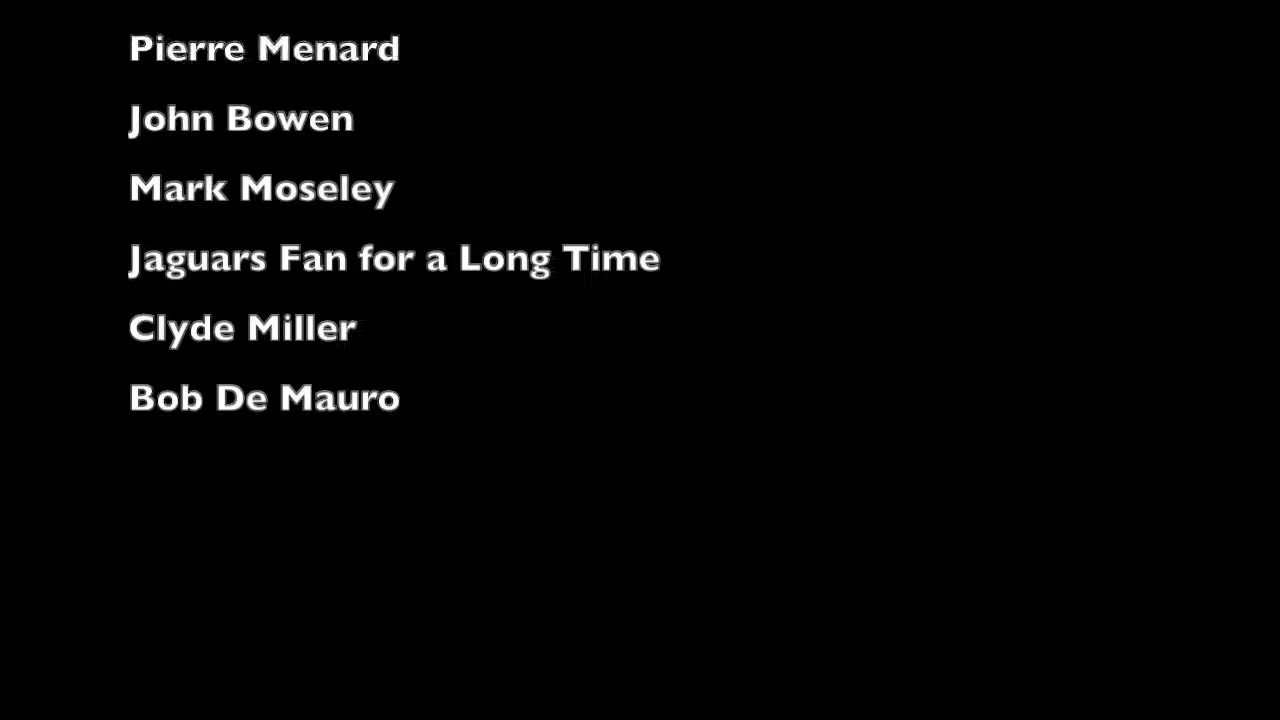 Pierre Menard
John Bowen
Mark Moseley
Jaguars Fan for a Long Time
Clyde Miller
Bob De Mauro